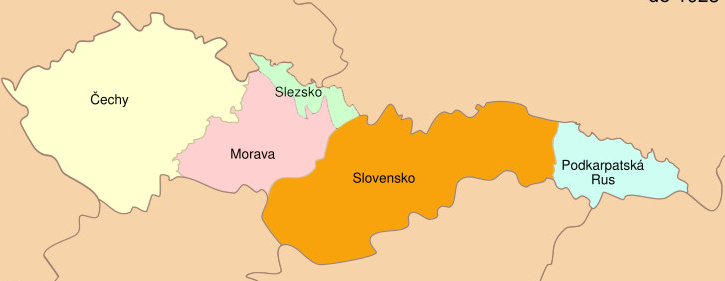 Čechy
Slezsko
Morava
Slovensko
Podkarpatská
Rus